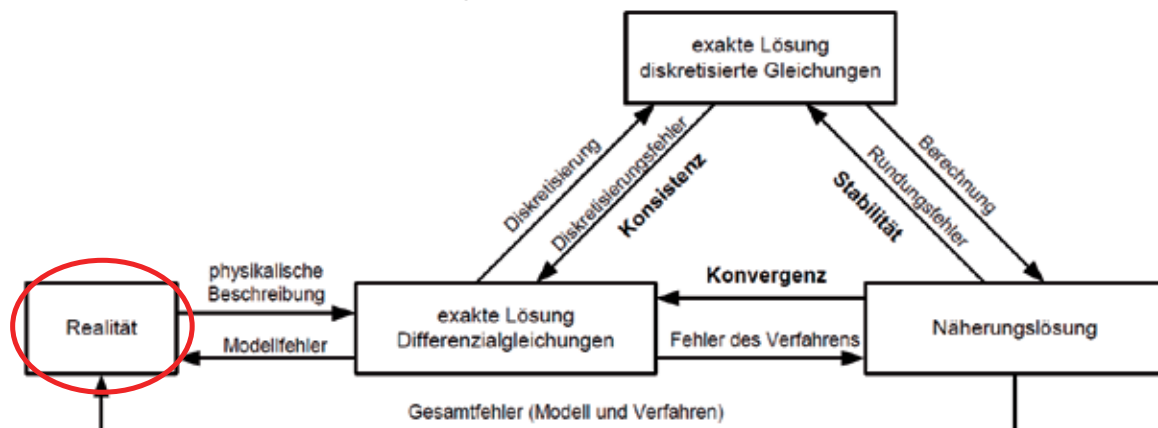 exakte Lösung
diskretisierte Gleichungen
Diskretisierung
Diskretisierungsfehler
Konsistenz
Stabilität
Rundungsfehler
Berechnung
physikalische
Beschreibung
Konvergenz
Realität
exakte Lösung
Differenzialgleichungen
Näherungslösung
Modellfehler
Fehler des Verfahrens
Gesamtfehler (Modell und Verfahren)